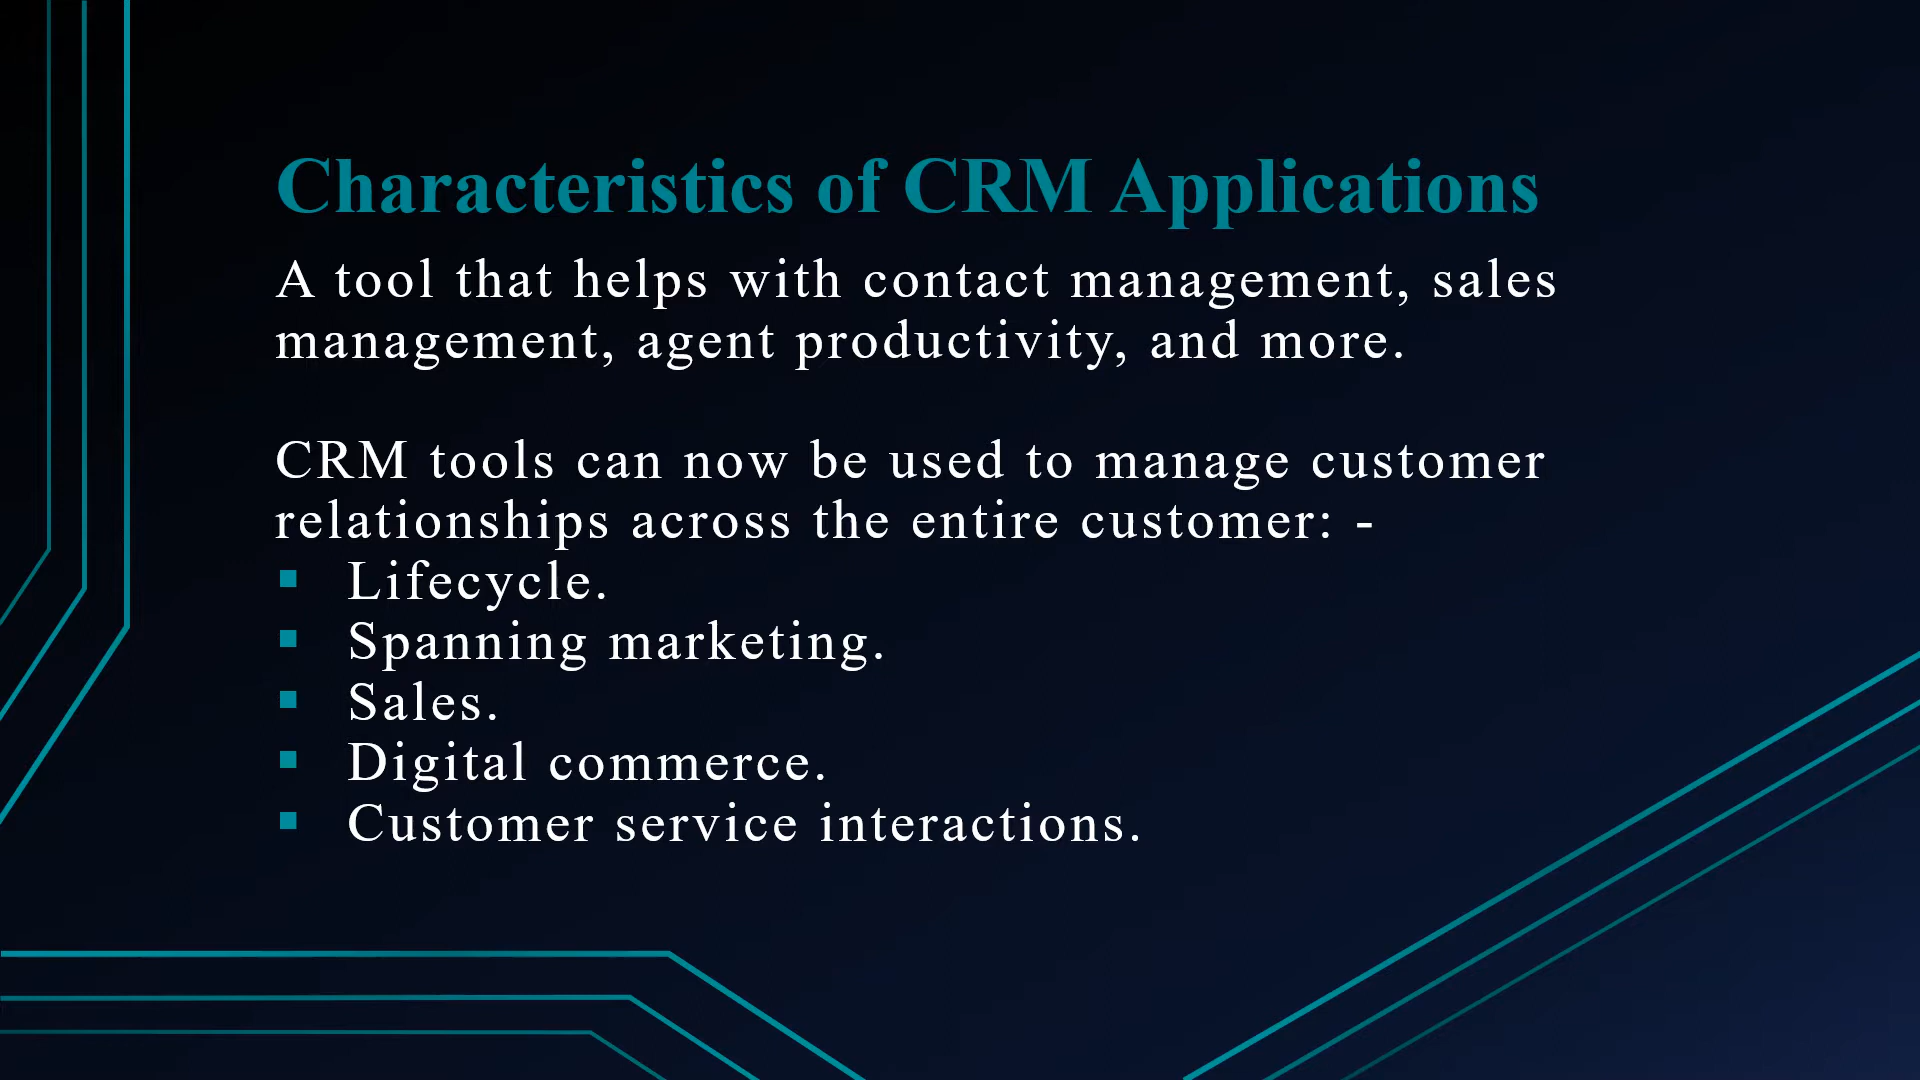 Characteristics of CRM Applications
A tool that helps with contact management, sales
management, agent productivity, and more.
CRM tools can now be used to manage customer
relationships across the entire customer: -
▪ Lifecycle.
▪ Spanning marketing.
▪ Sales.
▪ Digital commerce.
▪ Customer service interactions.